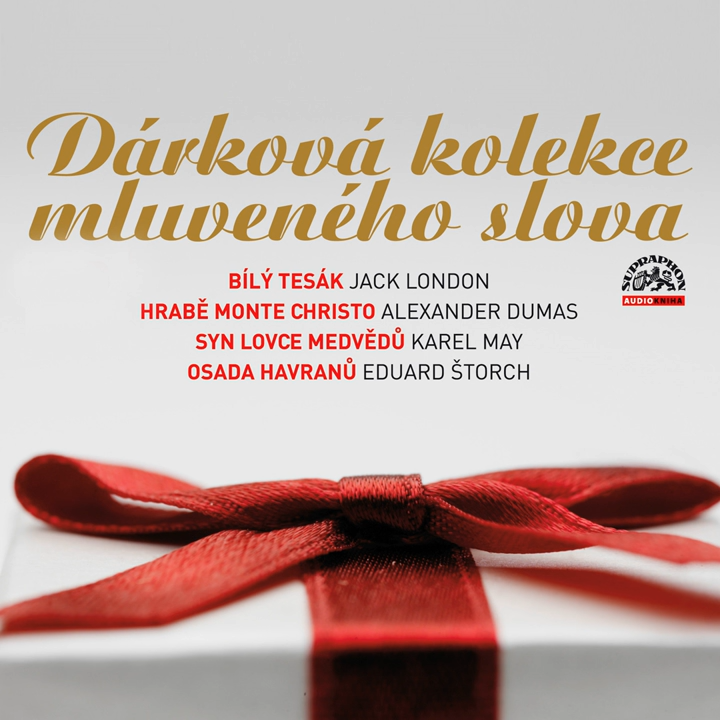 Dárková kolekce
mluveného slova
BÍLÝ TESÁK JACK LONDON
HRABĚ MONTE CHRISTO ALEXANDER DUMAS
SYN LOVCE MEDVĚDŮ KAREL MAY
OSADA HAVRANŮ EDUARD ŠTORCH
SUPRAPHON
AUDIOKNIHA